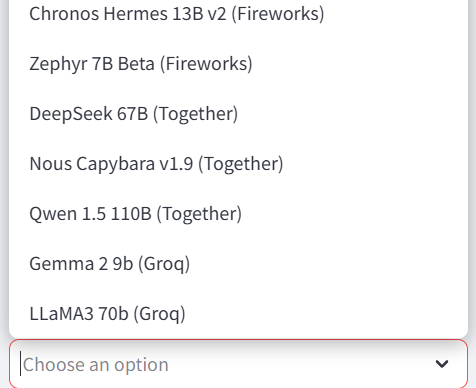 Chronos Hermes 13B v2 (Fireworks)
Zephyr 7B Beta (Fireworks)
DeepSeek 67B (Together)
Nous Capybara v1.9 (Together)
Qwen 1.5 110B (Together)
Gemma 2 9b (Groq)
LLaMA3 70b (Groq)
Choose an option